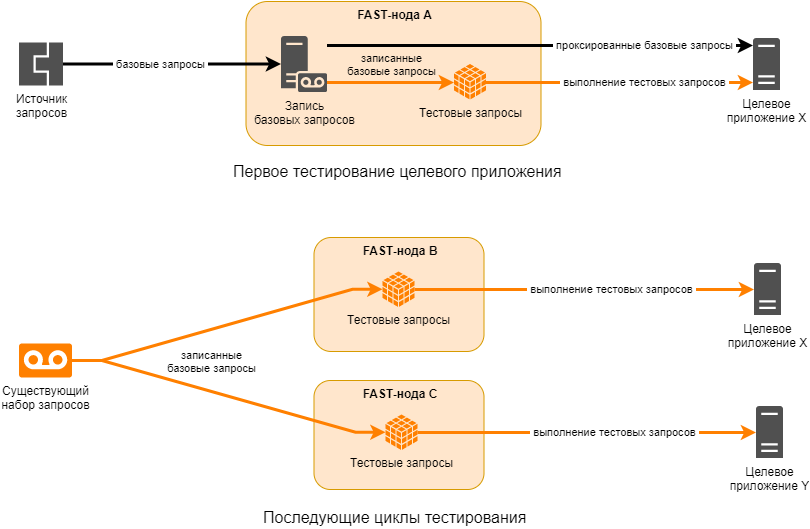 FAST-нода A
базовые запросы
проксированные базовые запросы
записанные
базовые запросы
выполнение тестовых запросов
Источник
запросов
Запись
базовых запросов
Тестовые запросы
Целевое
приложение X
Первое тестирование целевого приложения
FAST-нода B
выполнение тестовых запросов
Тестовые запросы
Целевое
приложение X
записанные
базовые запросы
Существующий
набор запросов
FAST-нода C
выполнение тестовых запросов
Тестовые запросы
Целевое
приложение Y
Последующие циклы тестирования